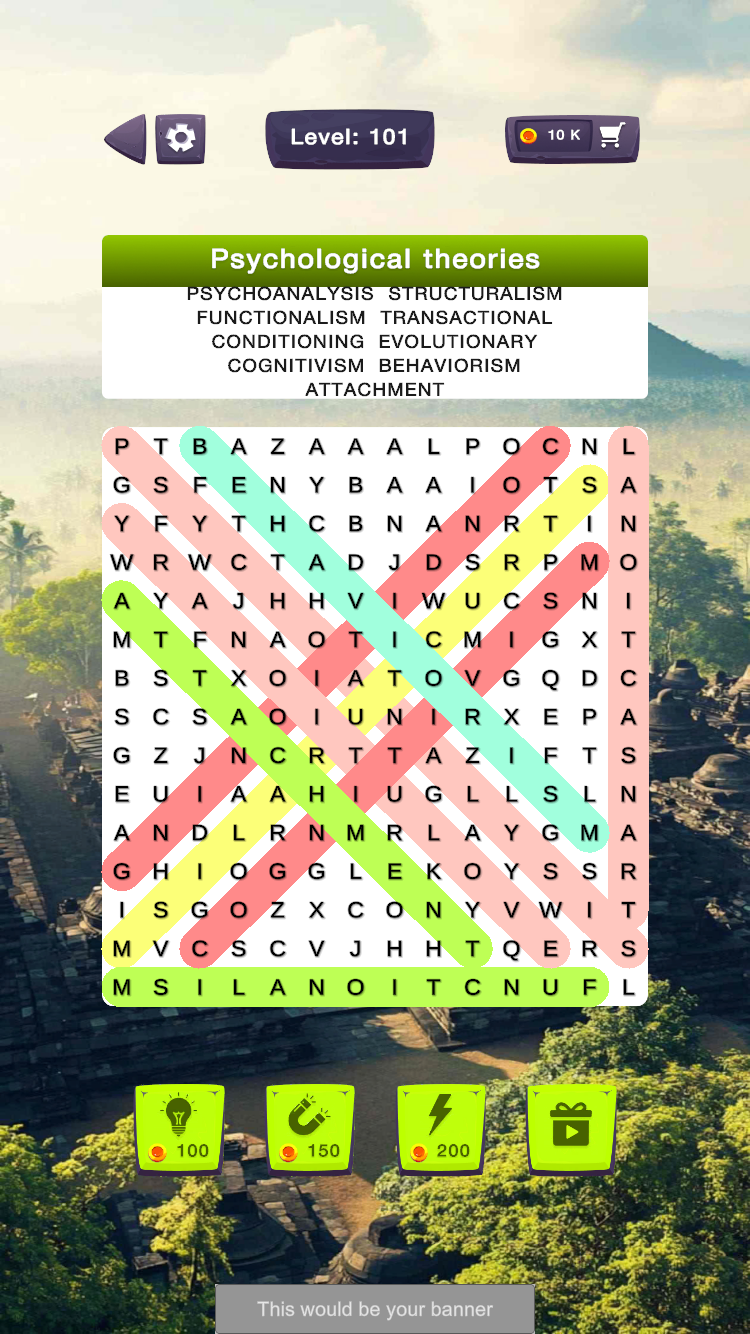 Level: 101
10 K
Psychological theories
PSYCHOANALYSIS STRUCTURALISM
FUNCTIONALISM TRANSACTIONAL
CONDITIONING EVOLUTIONARY
COGNITIVISM BEHAVIORISM
ATTACHMENT
P T B A Z A A A L P O C N L
G S F E N Y B A A I O T S A
Y F Y T H C B N A N R T I N
W R W C T A D J D S R P M O
A Y A J H H V I W U C S N I
M T F N A O T I C M I G X T
B S T X O I A T O V G Q D C
S C S A O I U N I R X E P A
G Z J N C R T T A Z I F T S
E U I A A H I U G L L S L N
A N D L R N M R L A Y G M A
G H I O G G L E K O Y S S R
I S G O Z X C O N Y V W I T
M V C S C V J H H T Q E R S
M S I L A N O I T C N U F L
100 150 200
This would be your banner